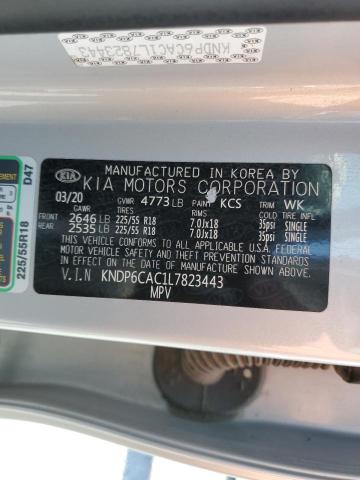 KNDP6CAC1L7823443
D47
225/55R18
KIA MANUFACTURED IN KOREA BY
KIA MOTORS CORPORATION
03/20 GVWR 4773 LB PAINT KCS TRIM WK
TIRES RIMS COLD TIRE INFL
FRONT 2646 LB 225/55 R18 7.0Jx18 35psi SINGLE
REAR 2535 LB 225/55 R18 7.0Jx18 35psi SINGLE
THIS VEHICLE CONFORMS TO ALL APPLICABLE U.S.A. FEDERAL
MOTOR VEHICLE SAFETY AND THEFT PREVENTION STANDARDS
IN EFFECT ON THE DATE OF MANUFACTURE SHOWN ABOVE.
V.I.N KNDP6CAC1L7823443
MPV